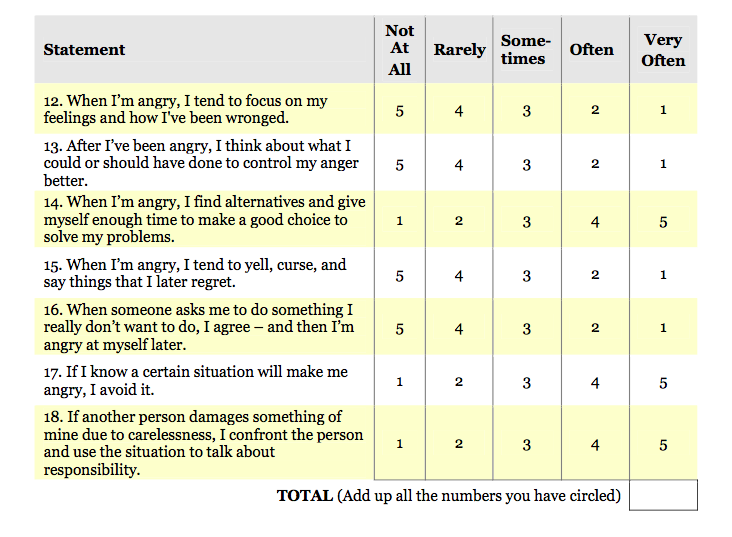 Statement Not At All Rarely Some-times Often Very Often
12. When I’m angry, I tend to focus on my
feelings and how I've been wronged. 5 4 3 2 1
13. After I’ve been angry, I think about what I
could or should have done to control my anger
better. 5 4 3 2 1
14. When I’m angry, I find alternatives and give
myself enough time to make a good choice to
solve my problems. 1 2 3 4 5
15. When I’m angry, I tend to yell, curse, and
say things that I later regret. 5 4 3 2 1
16. When someone asks me to do something I
really don’t want to do, I agree – and then I’m
angry at myself later. 5 4 3 2 1
17. If I know a certain situation will make me
angry, I avoid it. 1 2 3 4 5
18. If another person damages something of
mine due to carelessness, I confront the person
and use the situation to talk about
responsibility. 1 2 3 4 5
TOTAL (Add up all the numbers you have circled)